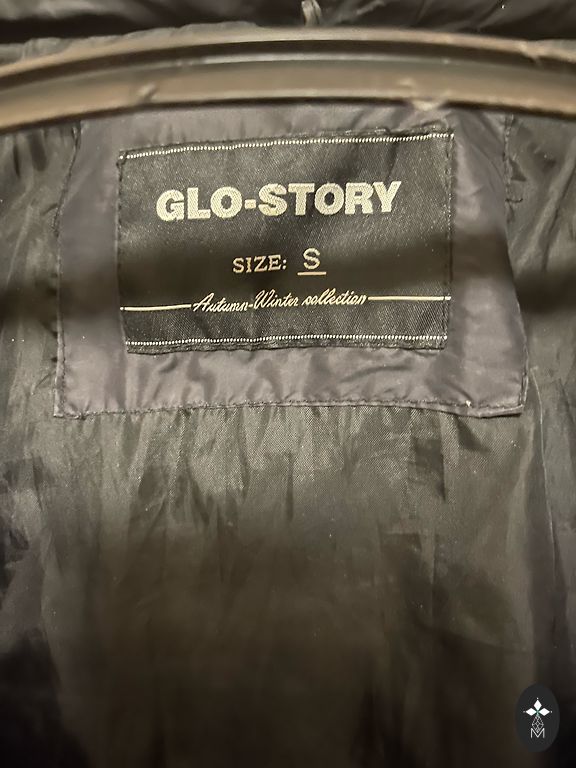 GLO-STORY
SIZE: S
Autumn-Winter collection